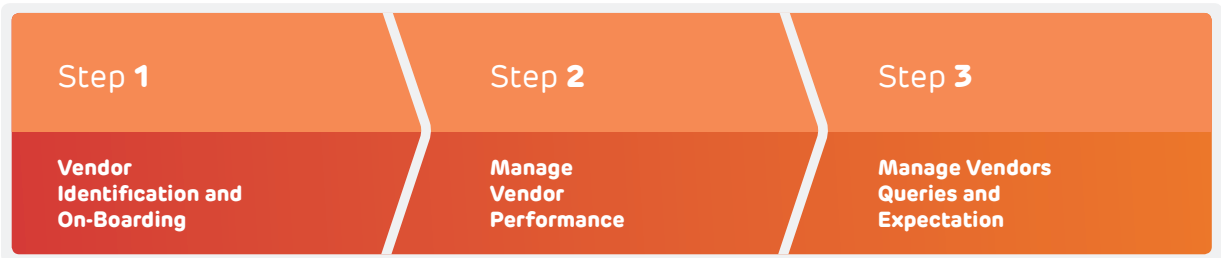 Step 1
Vendor
Identification and
On-Boarding
Step 2
Manage
Vendor
Performance
Step 3
Manage Vendors
Queries and
Expectation